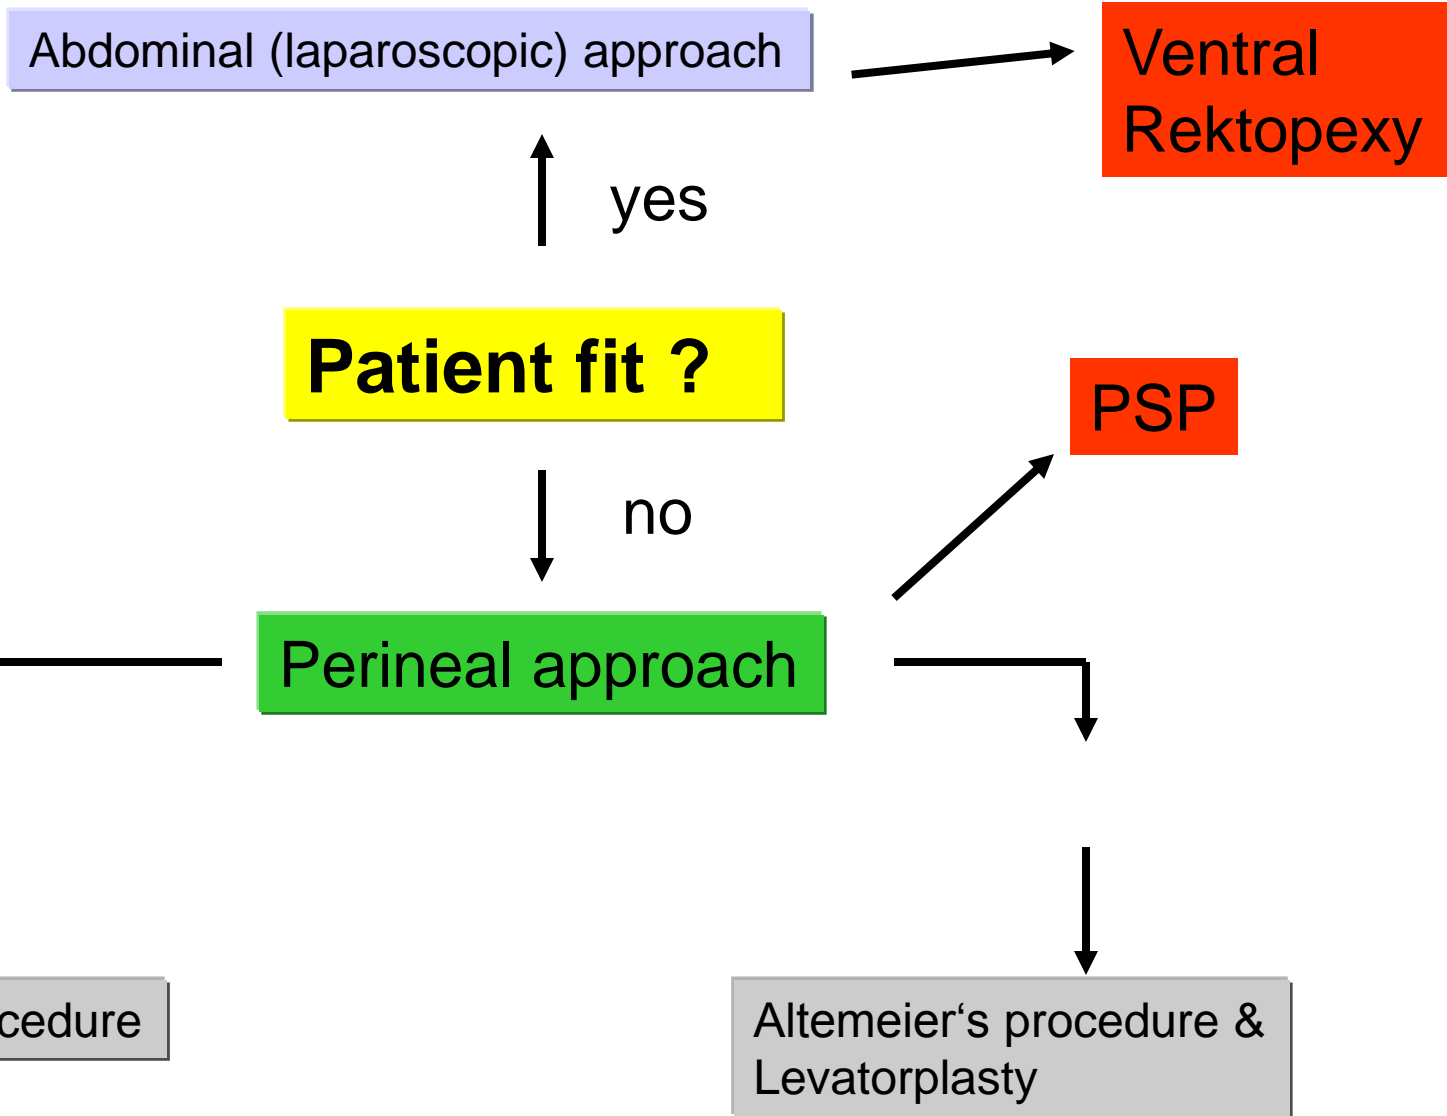 Abdominal (laparoscopic) approach
Ventral
Rektopexy
yes
Patient fit ?
PSP
no
Perineal approach
cedure
Altemeier‘s procedure &
Levatorplasty